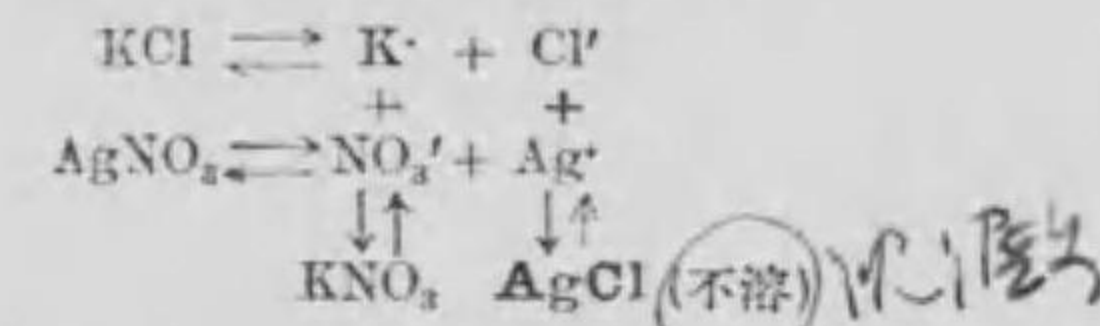 KCl ⇌ K· + Cl′
+ +
AgNO₃ ⇌ NO₃′ + Ag·
↓↑ ↓↑
KNO₃ AgCl (不溶)